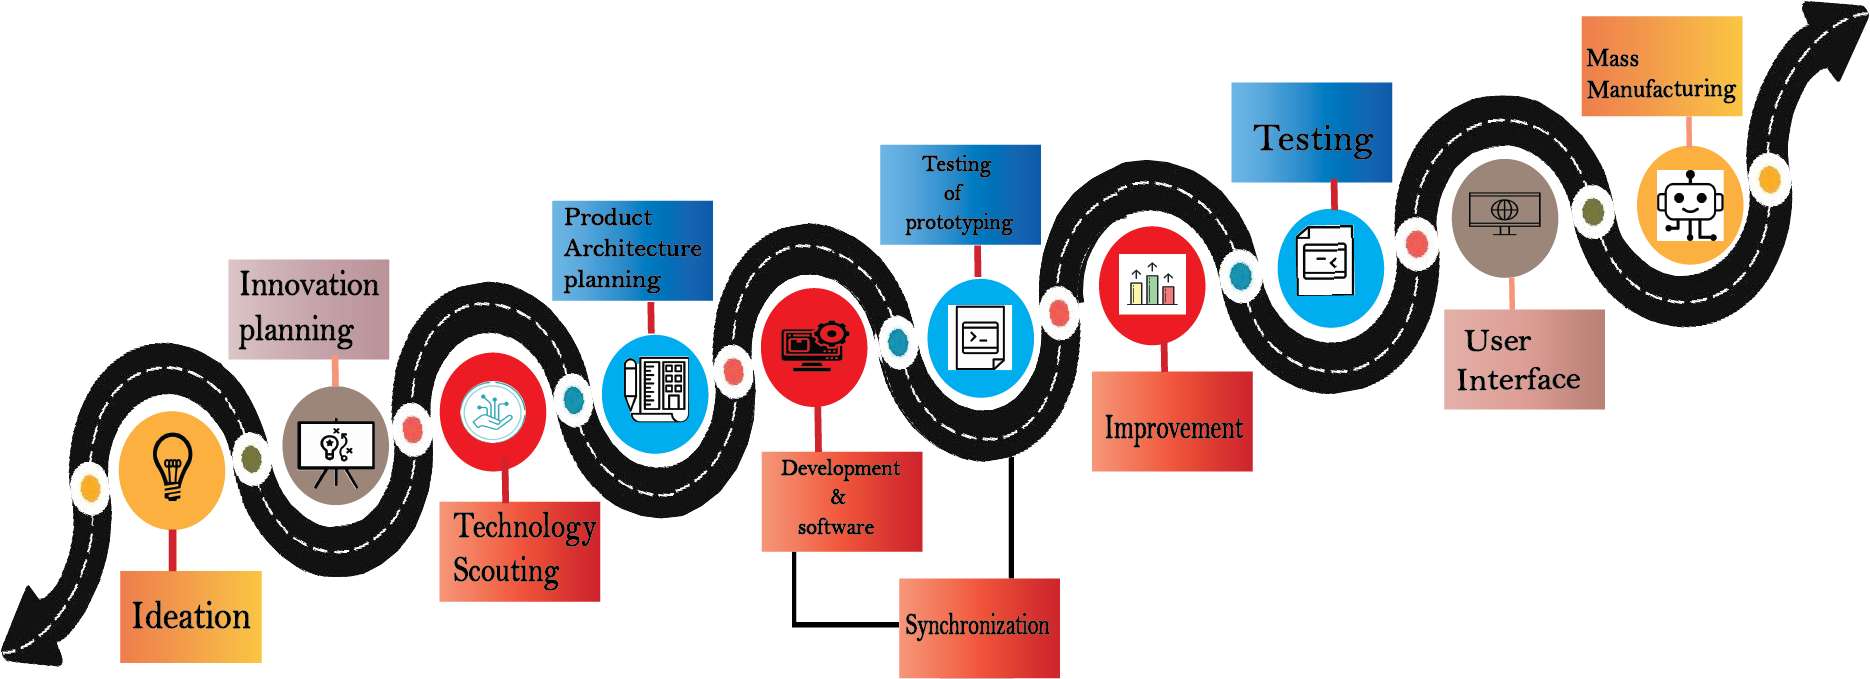 Ideation
Innovation
planning
Technology
Scouting
Product
Architecture
planning
Development
&
software
Synchronization
Testing
of
prototyping
Improvement
Testing
User
Interface
Mass
Manufacturing